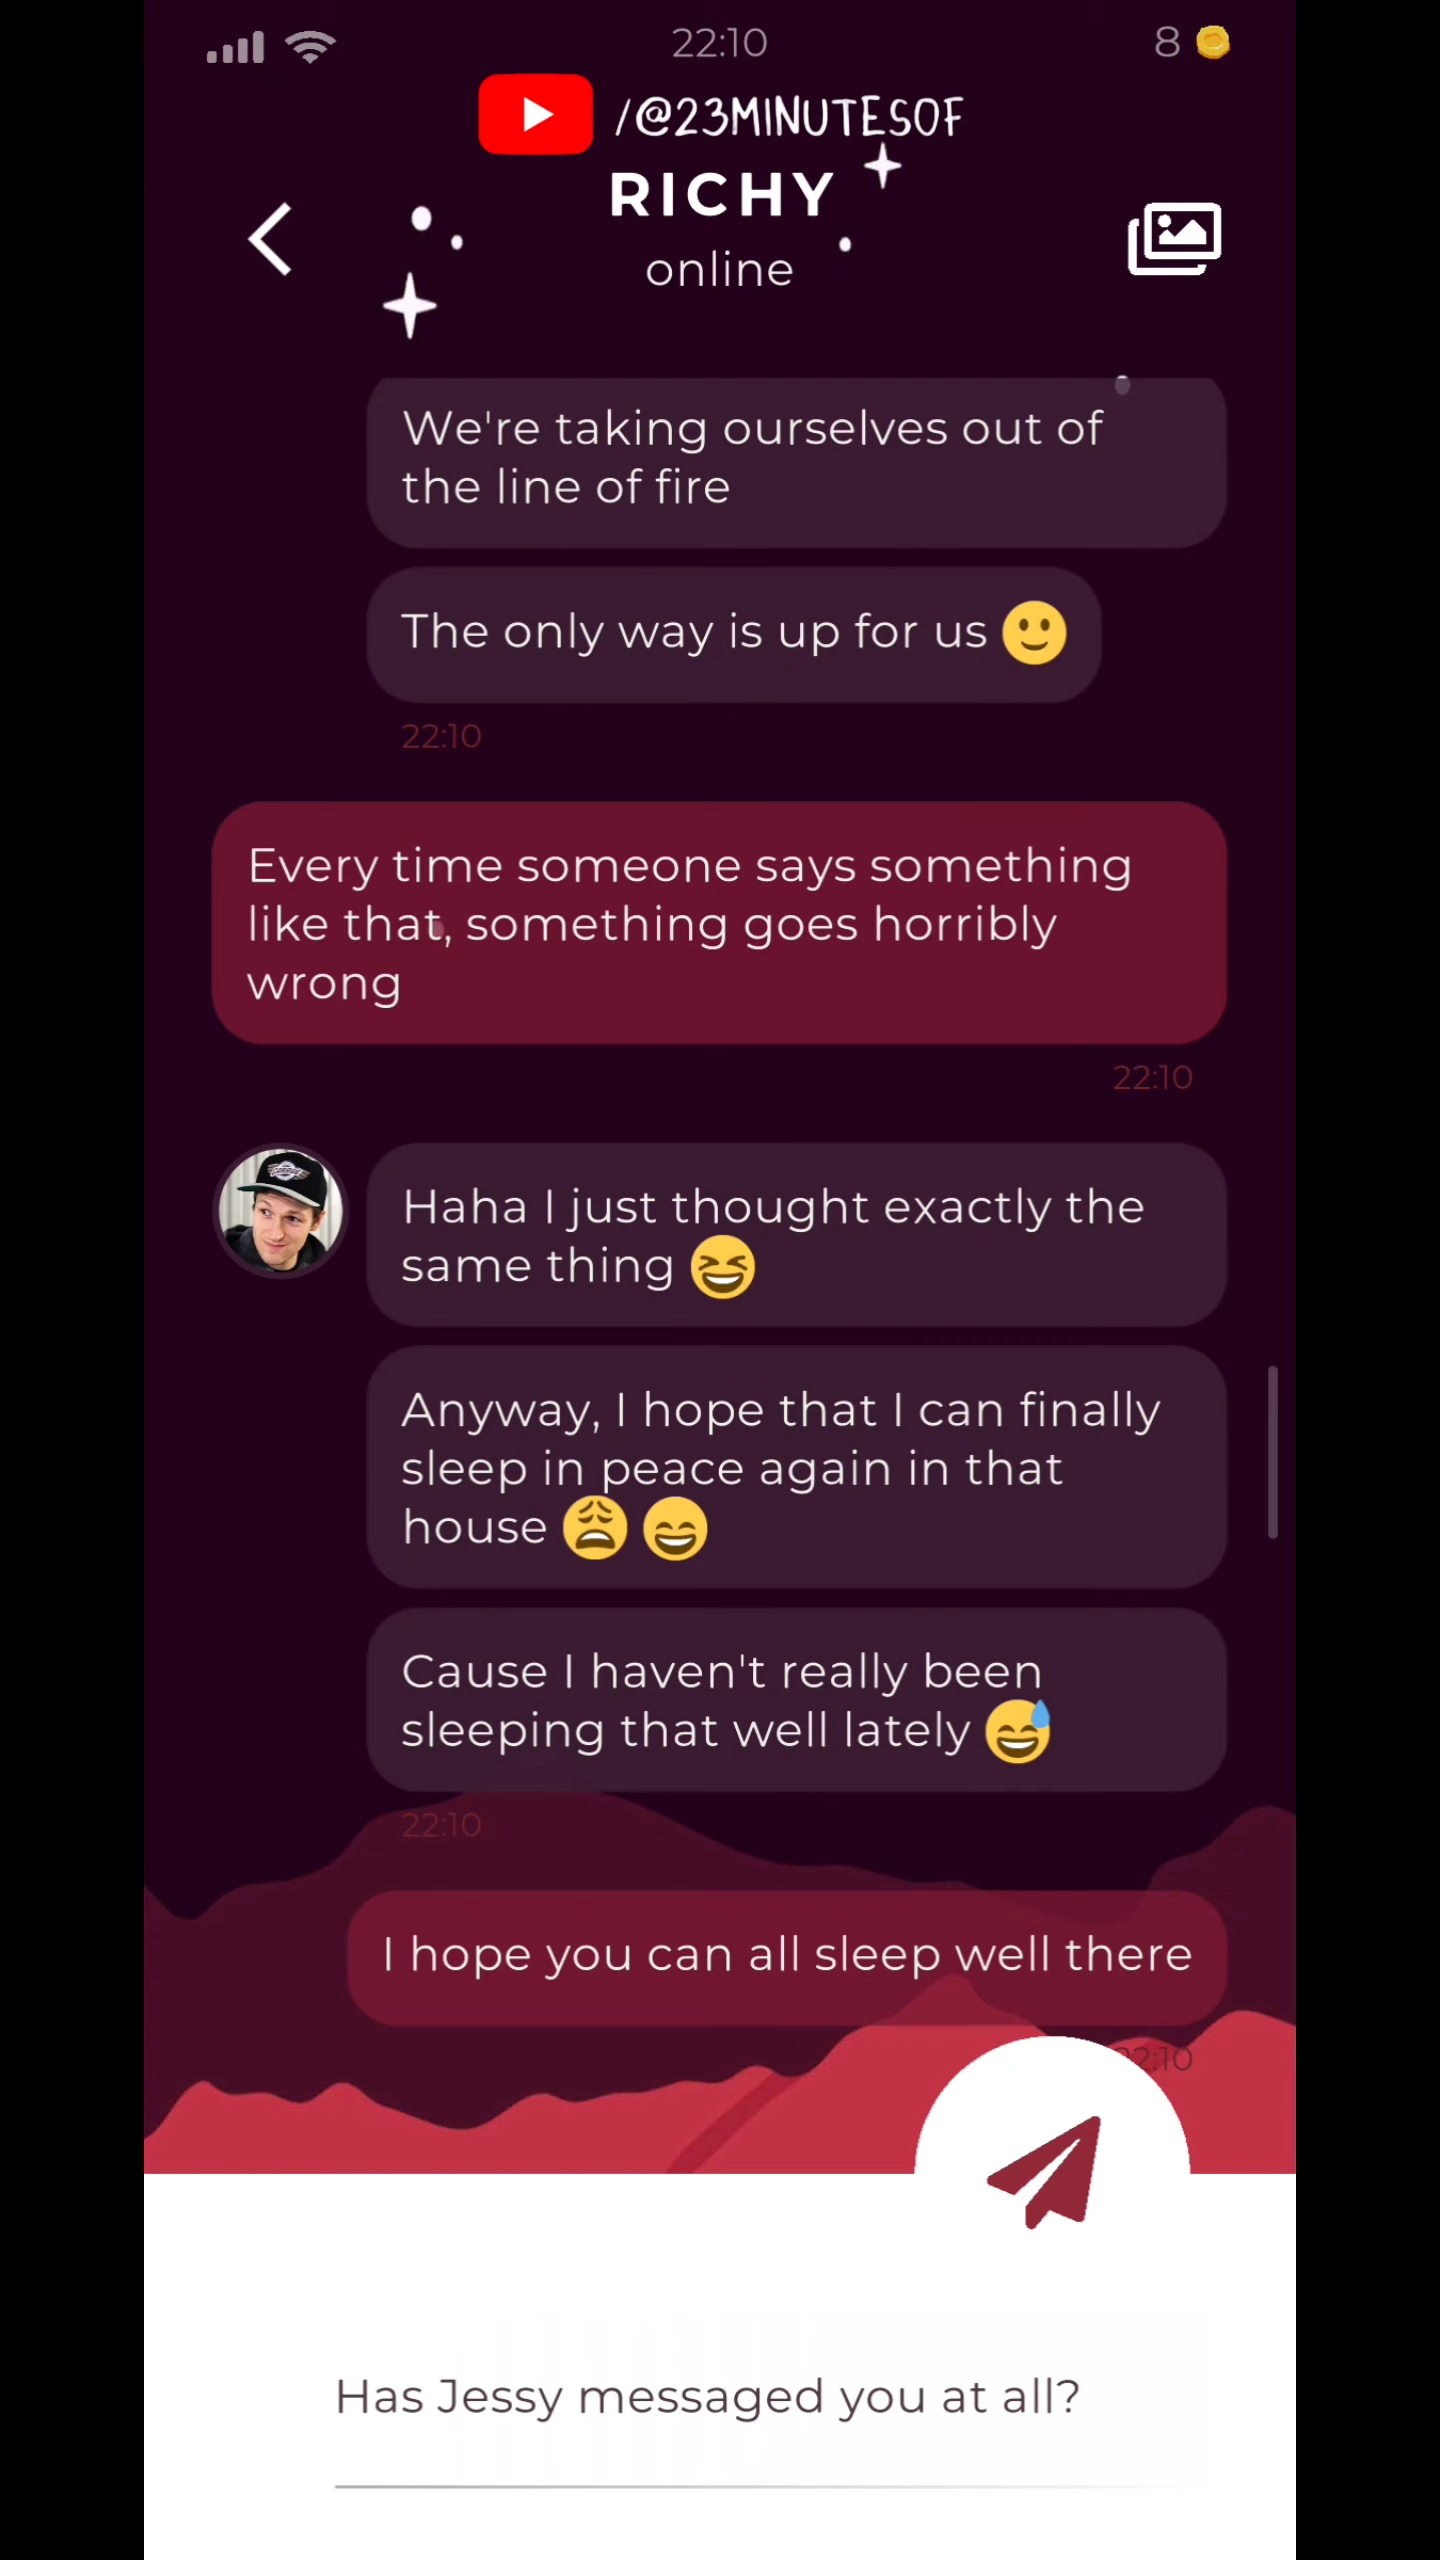 22:10
8
/@23MINUTESOF
RICHY
online
We're taking ourselves out of
the line of fire
The only way is up for us 🙂
22:10
Every time someone says something
like that, something goes horribly
wrong
22:10
Haha I just thought exactly the
same thing 😆
Anyway, I hope that I can finally
sleep in peace again in that
house 😩 😄
Cause I haven't really been
sleeping that well lately 😅
22:10
I hope you can all sleep well there
22:10
Has Jessy messaged you at all?